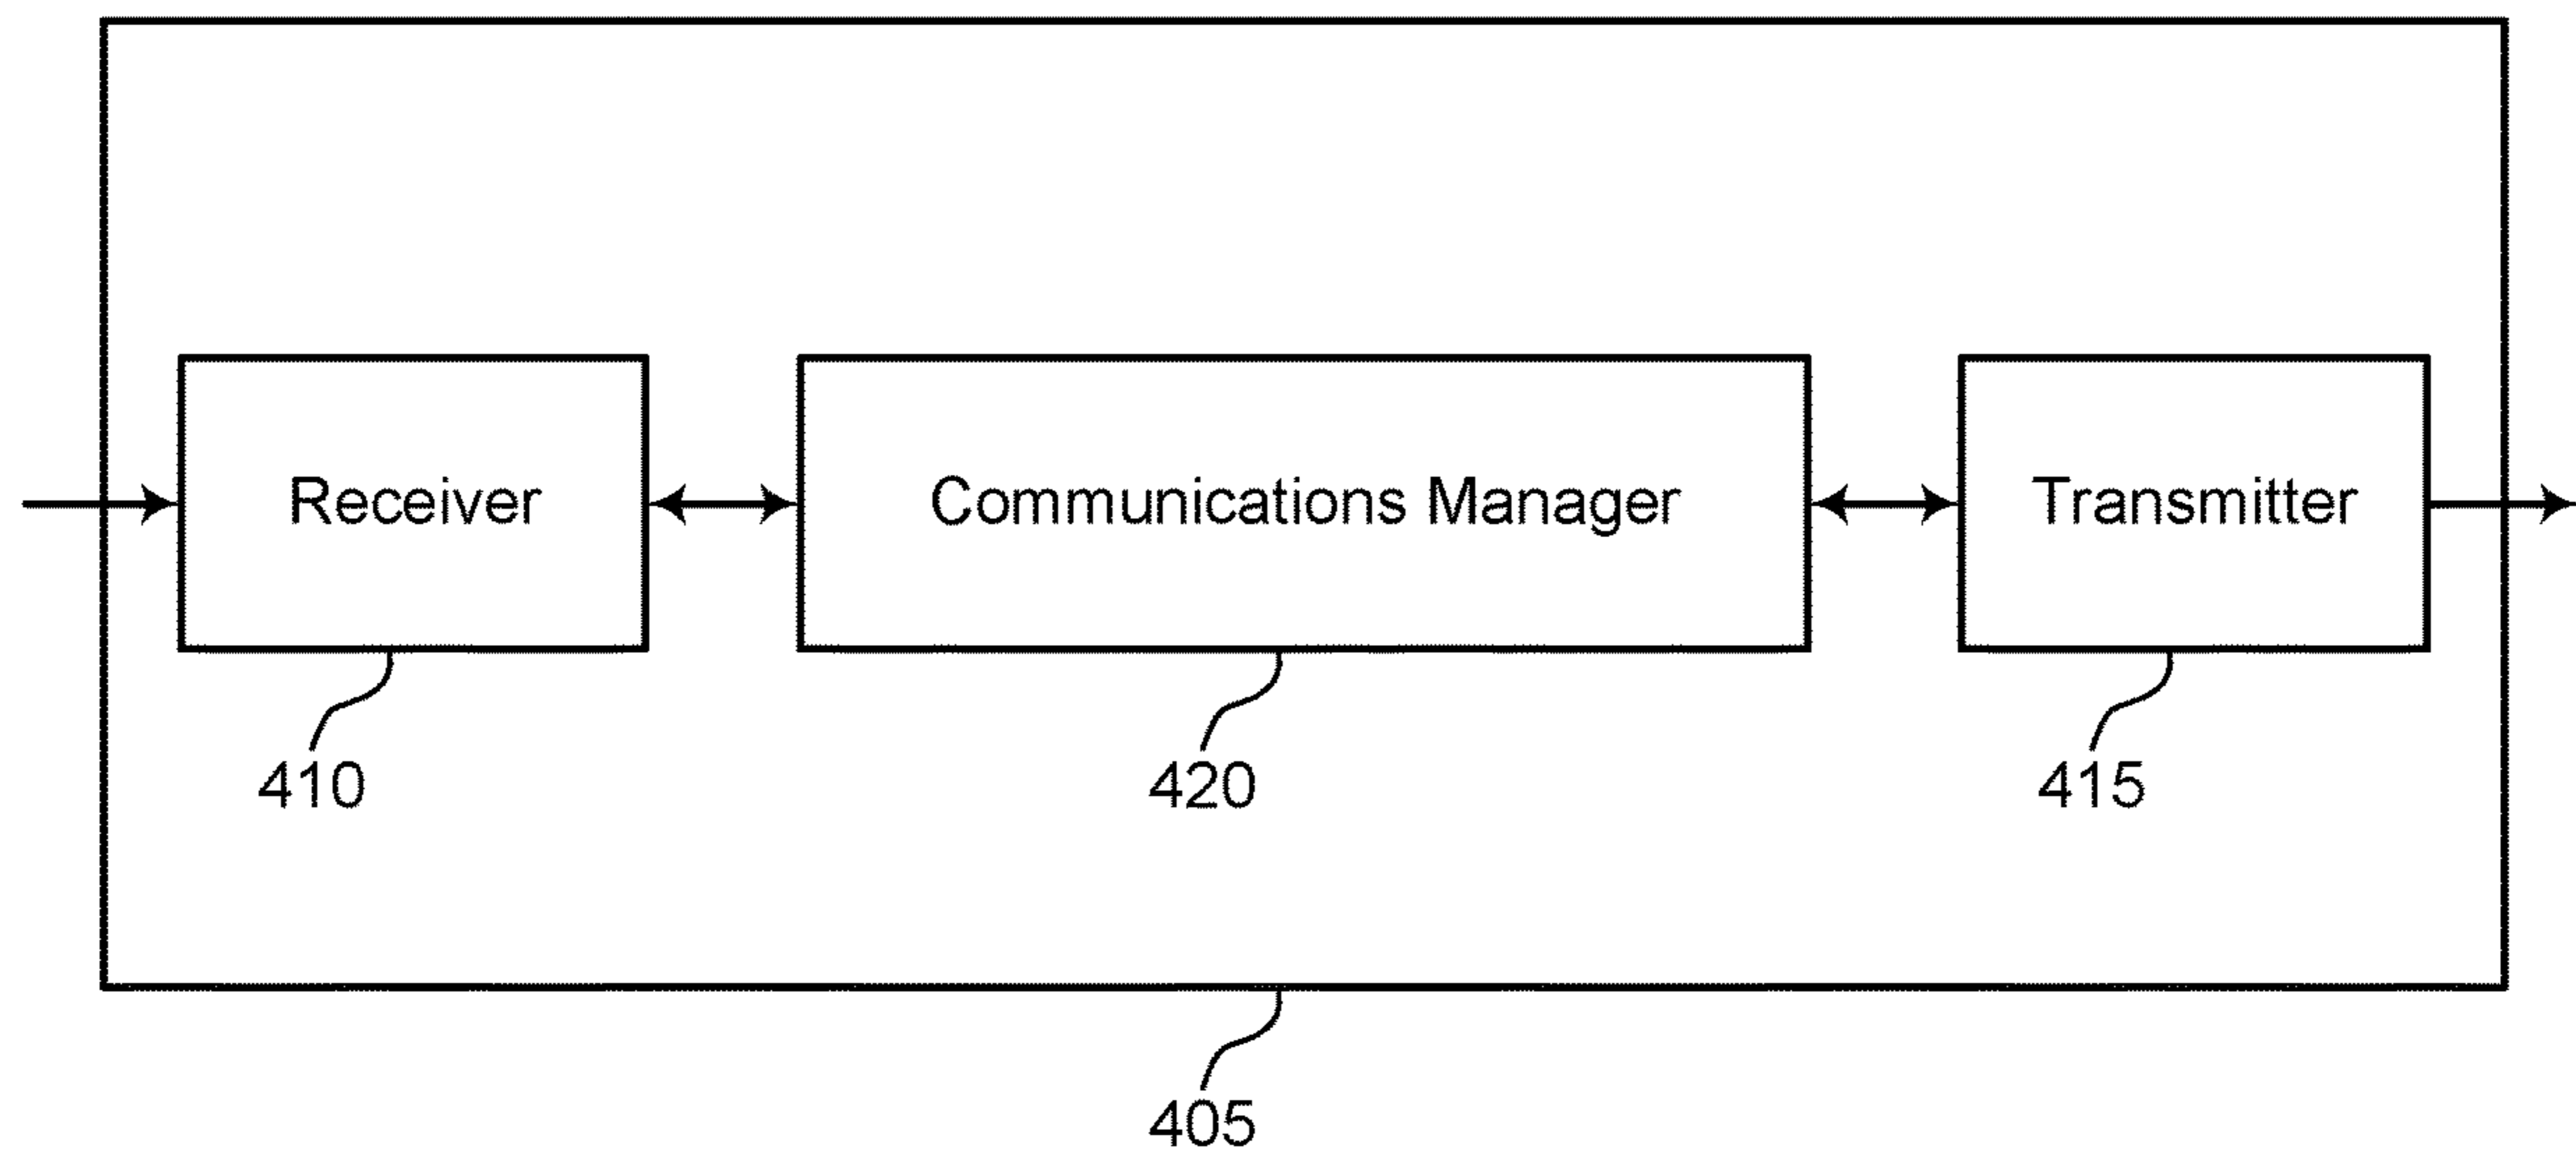 Receiver
Communications Manager
Transmitter
410
420
415
405